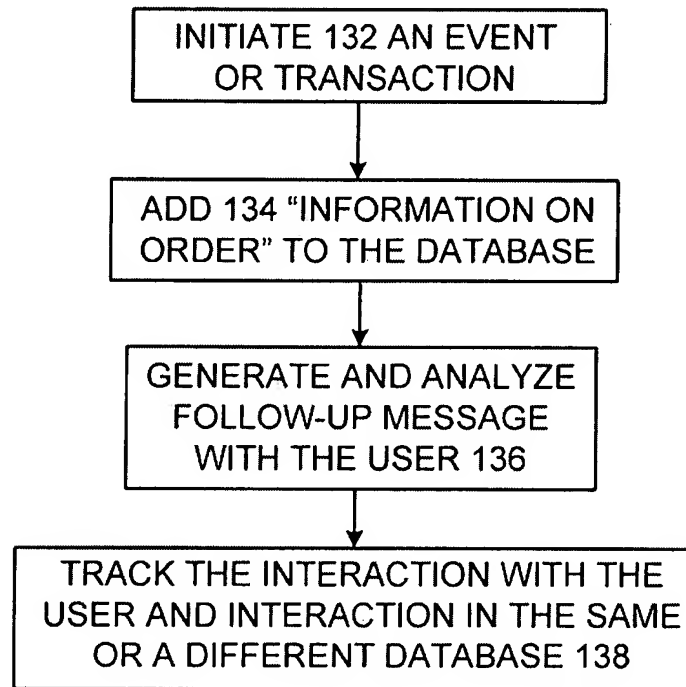 INITIATE 132 AN EVENT
OR TRANSACTION
ADD 134 “INFORMATION ON
ORDER” TO THE DATABASE
GENERATE AND ANALYZE
FOLLOW-UP MESSAGE
WITH THE USER 136
TRACK THE INTERACTION WITH THE
USER AND INTERACTION IN THE SAME
OR A DIFFERENT DATABASE 138